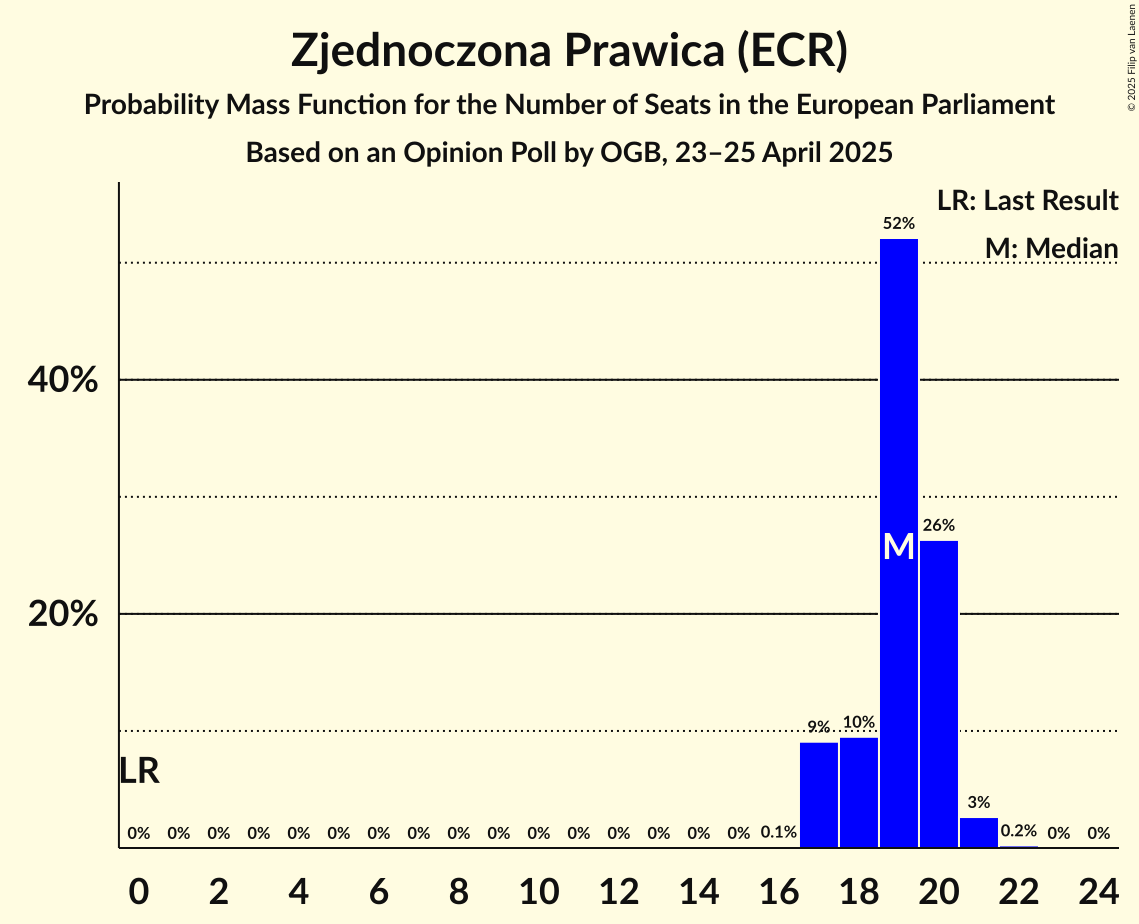 Zjednoczona Prawica (ECR)
Probability Mass Function for the Number of Seats in the European Parliament
Based on an Opinion Poll by OGB, 23–25 April 2025
© 2025 Filip van Laenen
LR: Last Result
M: Median
52%
40%
26%
M
20%
9% 10%
LR
3%
0% 0% 0% 0% 0% 0% 0% 0% 0% 0% 0% 0% 0% 0% 0% 0% 0.1% 0.2% 0% 0%
0 2 4 6 8 10 12 14 16 18 20 22 24